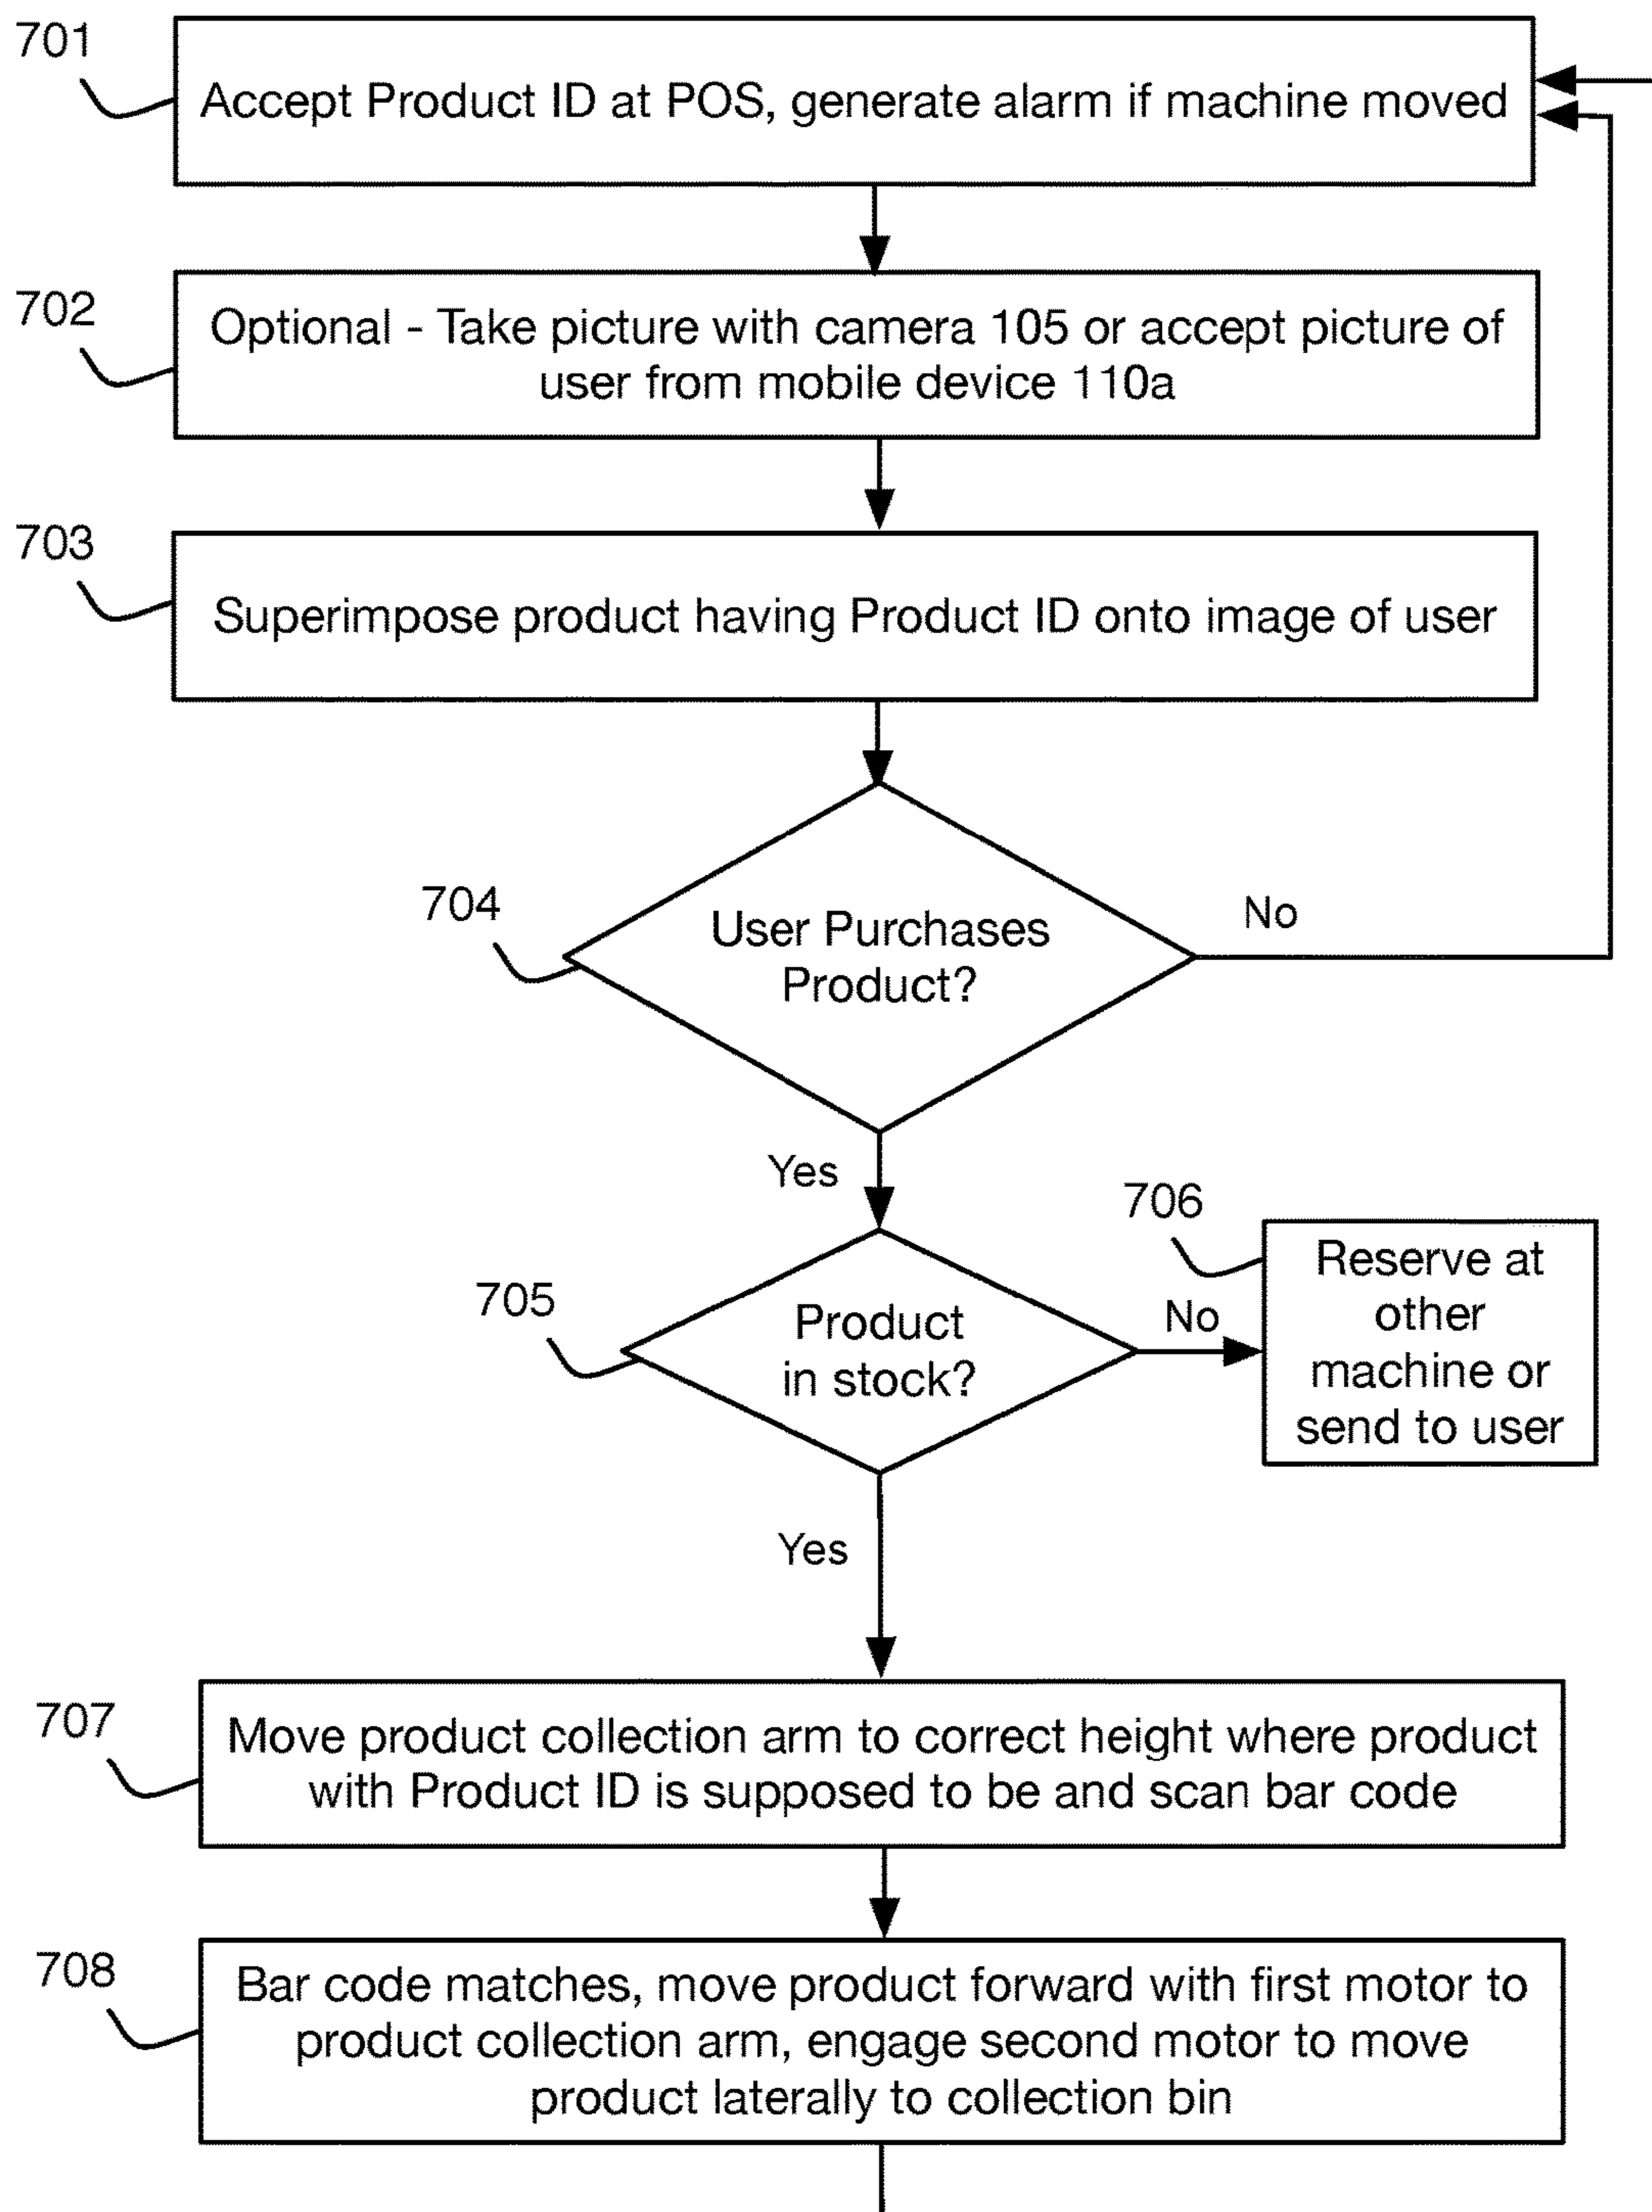 701
Accept Product ID at POS, generate alarm if machine moved
702
Optional - Take picture with camera 105 or accept picture of
user from mobile device 110a
703
Superimpose product having Product ID onto image of user
704
User Purchases
Product?
No
Yes
705
Product
in stock?
No
706
Reserve at
other
machine or
send to user
Yes
707
Move product collection arm to correct height where product
with Product ID is supposed to be and scan bar code
708
Bar code matches, move product forward with first motor to
product collection arm, engage second motor to move
product laterally to collection bin